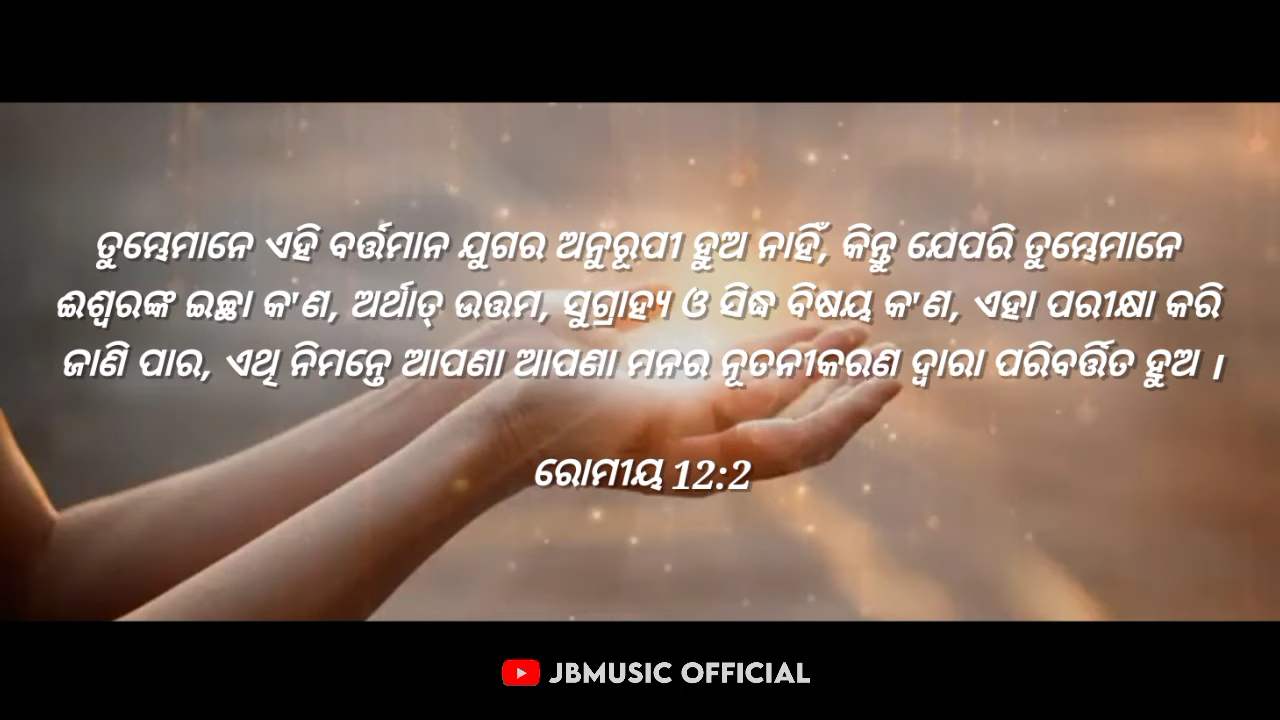 ତୁମ୍ଭେମାନେ ଏହି ବର୍ତ୍ତମାନ ଯୁଗର ଅନୁରୂପୀ ହୁଅ ନାହିଁ, କିନ୍ତୁ ଯେପରି ତୁମ୍ଭେମାନେ
ଈଶ୍ୱରଙ୍କ ଇଚ୍ଛା କ'ଣ, ଅର୍ଥାତ୍ ଉତ୍ତମ, ସୁଗ୍ରାହ୍ୟ ଓ ସିଦ୍ଧ ବିଷୟ କ'ଣ, ଏହା ପରୀକ୍ଷା କରି
ଜାଣି ପାର, ଏଥି ନିମନ୍ତେ ଆପଣା ଆପଣା ମନର ନୂତନୀକରଣ ଦ୍ୱାରା ପରିବର୍ତ୍ତିତ ହୁଅ ।
ରୋମୀୟ 12:2
JBMUSIC OFFICIAL